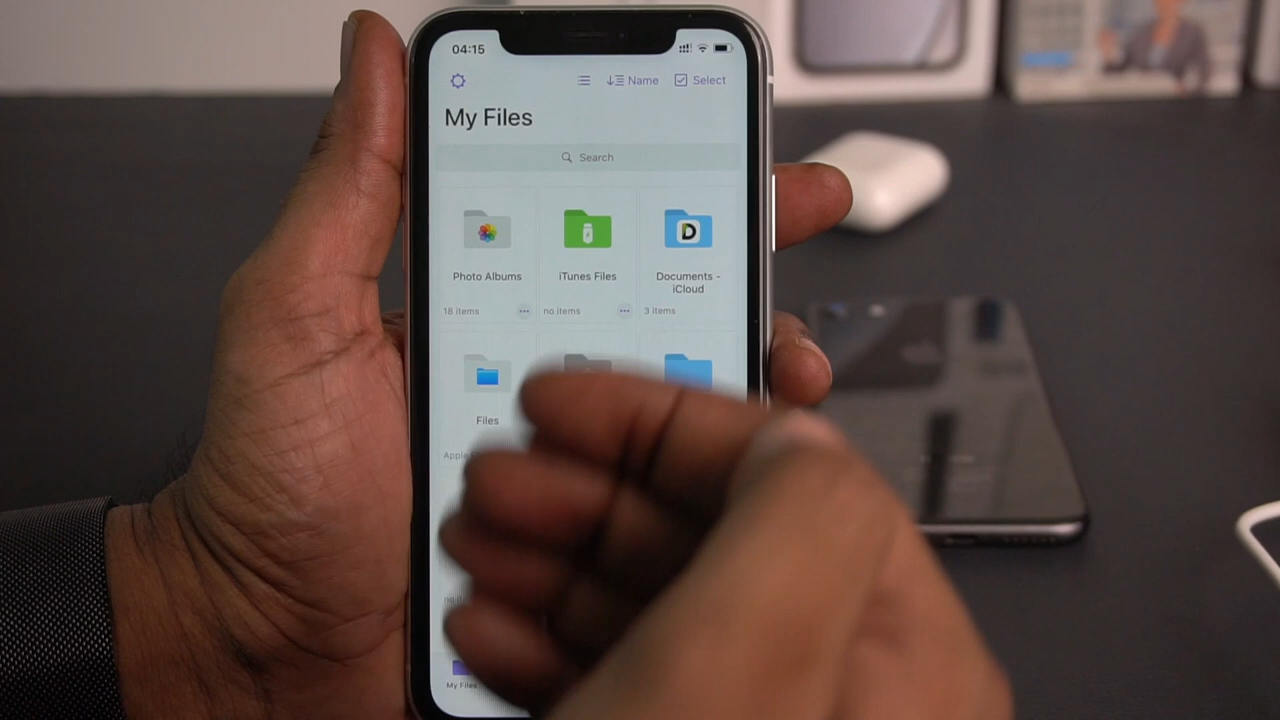 04:15
Name Select
My Files
Search
Photo Albums iTunes Files Documents -
iCloud
18 items no items 3 items
Files
Apple
My Files